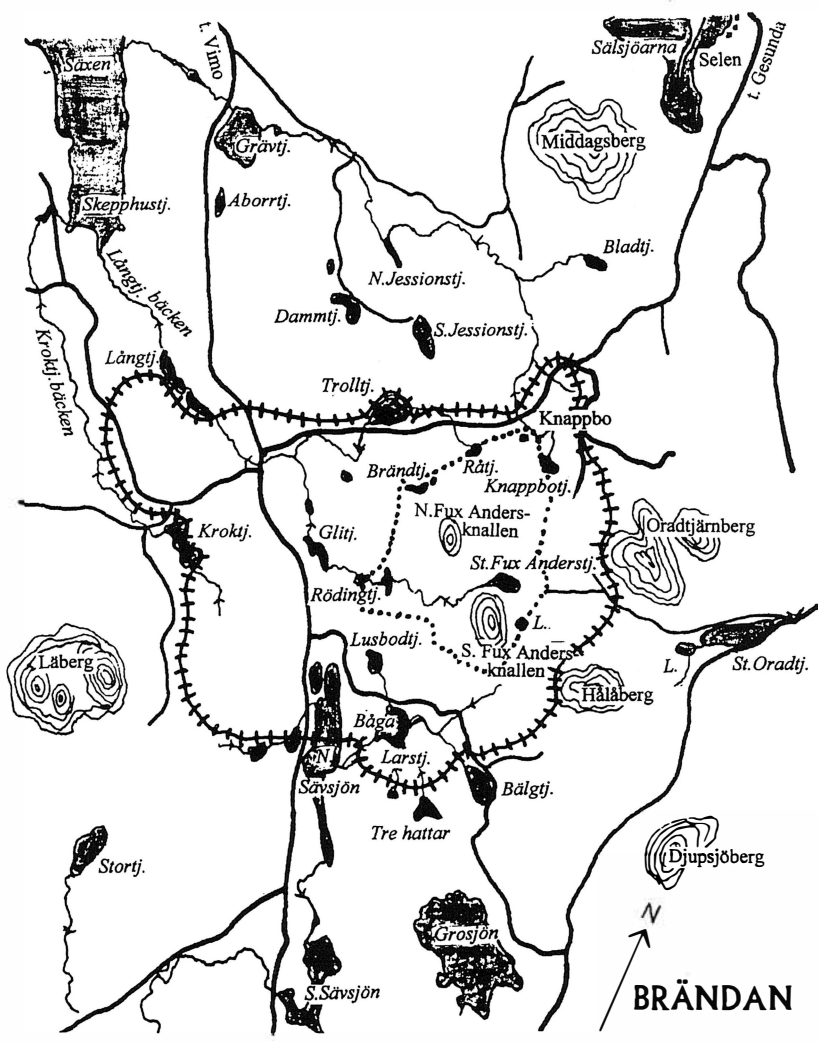 t. Vimo
Säxen
Sälsjöarna
Selen
t. Gesunda
Grävtj.
Middagsberg
Skepphustj.
Aborrtj.
Långtj. bäcken
Bladtj.
N.Jessionstj.
Dammtj.
S.Jessionstj.
Kroktj.bäcken
Långtj.
Trolltj.
Knappbo
Brändtj.
Råtj.
Knappbotj.
N.Fux Anders-
knallen
Oradtjärnberg
Kroktj.
Glitj.
St.Fux Anderstj.
Rödingtj.
L.
Lusbodtj.
S. Fux Anders-
knallen
Läberg
L.
St.Oradtj.
Hålåberg
Båga
N.
Sävsjön
Larstj.
Bälgtj.
Tre hattar
Stortj.
Djupsjöberg
N
Grosjön
S.Sävsjön
BRÄNDAN